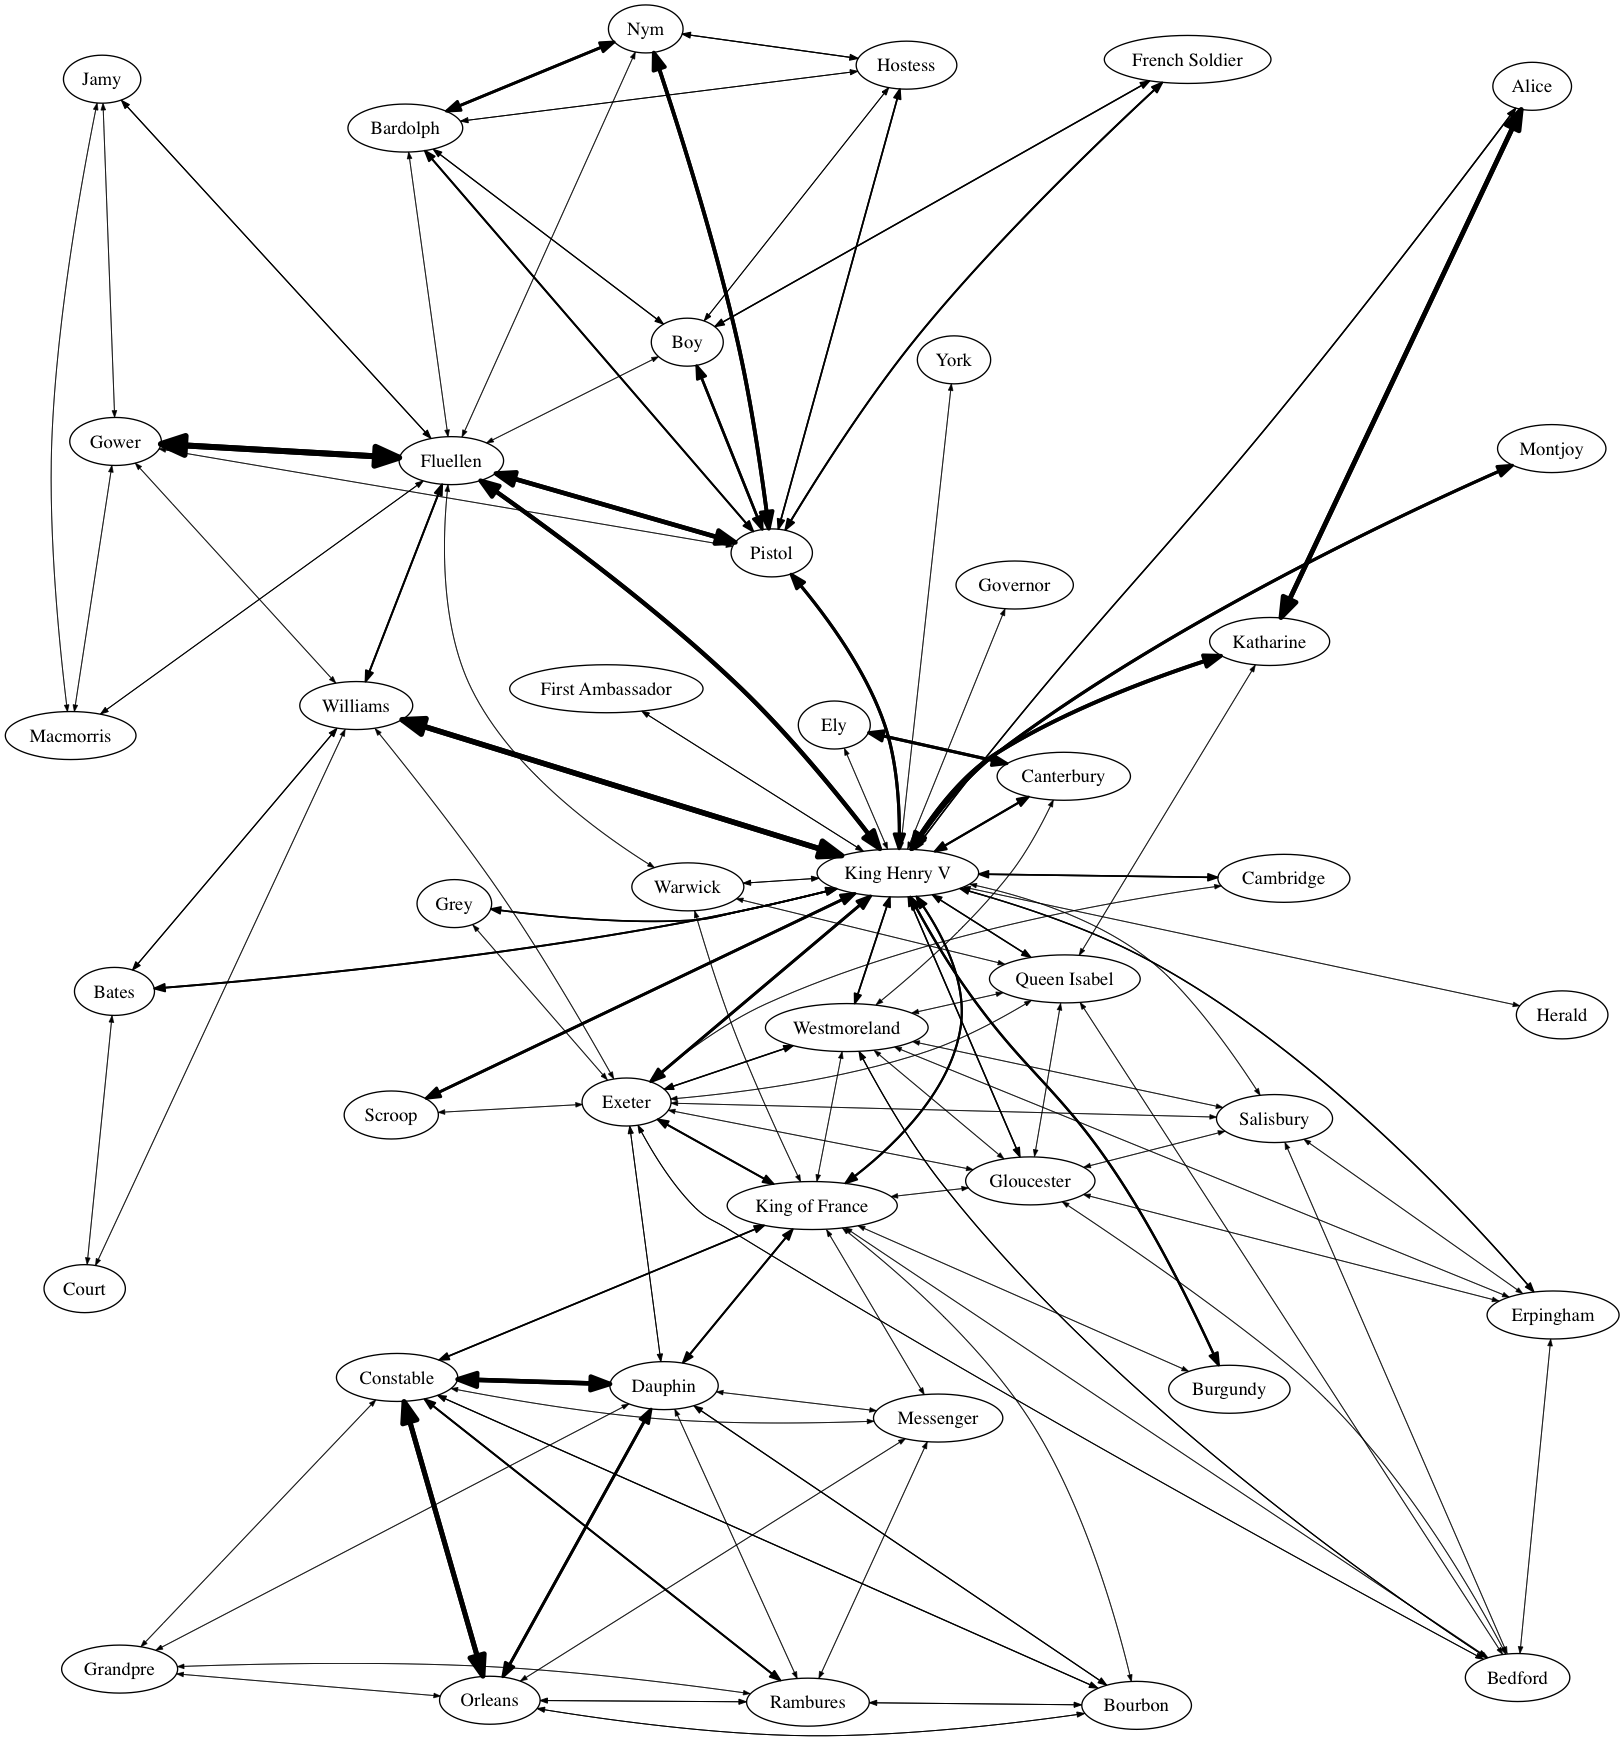 Nym
Hostess
French Soldier
Jamy
Alice
Bardolph
Boy
York
Gower
Fluellen
Montjoy
Pistol
Governor
Katharine
First Ambassador
Williams
Ely
Macmorris
Canterbury
King Henry V
Cambridge
Warwick
Grey
Queen Isabel
Bates
Herald
Westmoreland
Exeter
Scroop
Salisbury
Gloucester
King of France
Court
Erpingham
Constable
Dauphin
Burgundy
Messenger
Grandpre
Bedford
Orleans
Rambures
Bourbon